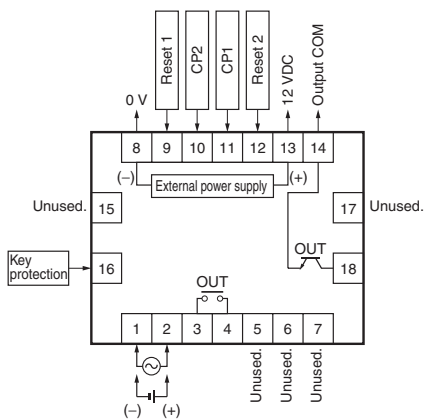 Reset 1
CP2
CP1
Reset 2
0 V
12 VDC
Output COM
8 9 10 11 12 13 14
(−) External power supply (+)
Unused. 15
17 Unused.
Key
protection
16
OUT
18
OUT
1 2 3 4 5 6 7
Unused.
Unused.
Unused.
(−) (+)